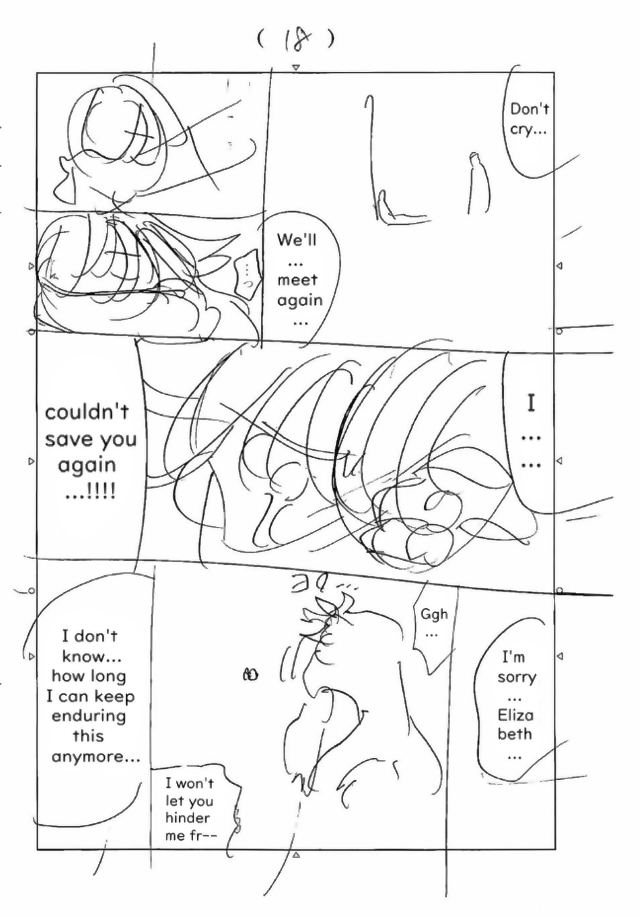 ( 18 )
Don't
cry...
We'll
...
meet
again
...
I
...
...
couldn't
save you
again
...!!!!
I'm
sorry
...
Eliza
beth
...
Ggh
...
I won't
let you
hinder
me fr--
I don't
know...
how long
I can keep
enduring
this
anymore...